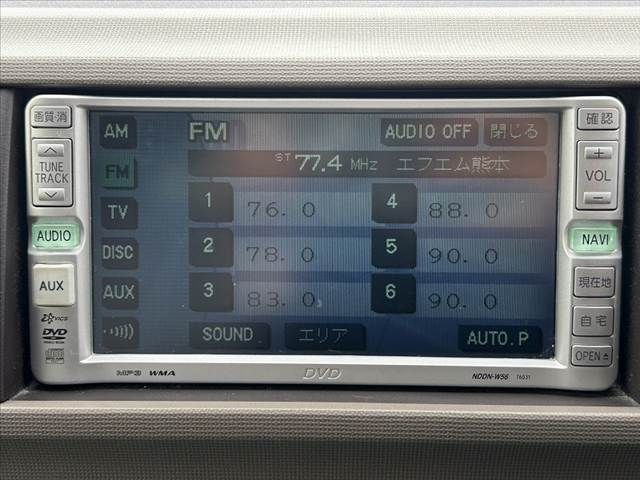 画質・消
TUNE
TRACK
AUDIO
AUX
VICS
DVD
MP3 WMA
DVD
NDDN-W56 76031
AM
FM
TV
DISC
AUX
FM
AUDIO OFF
閉じる
ST 77.4 MHz エフエム熊本
1 76. 0
2 78. 0
3 83. 0
4 88. 0
5 90. 0
6 90. 0
SOUND
エリア
AUTO.P
確認
+
VOL
−
NAVI
現在地
自宅
OPEN